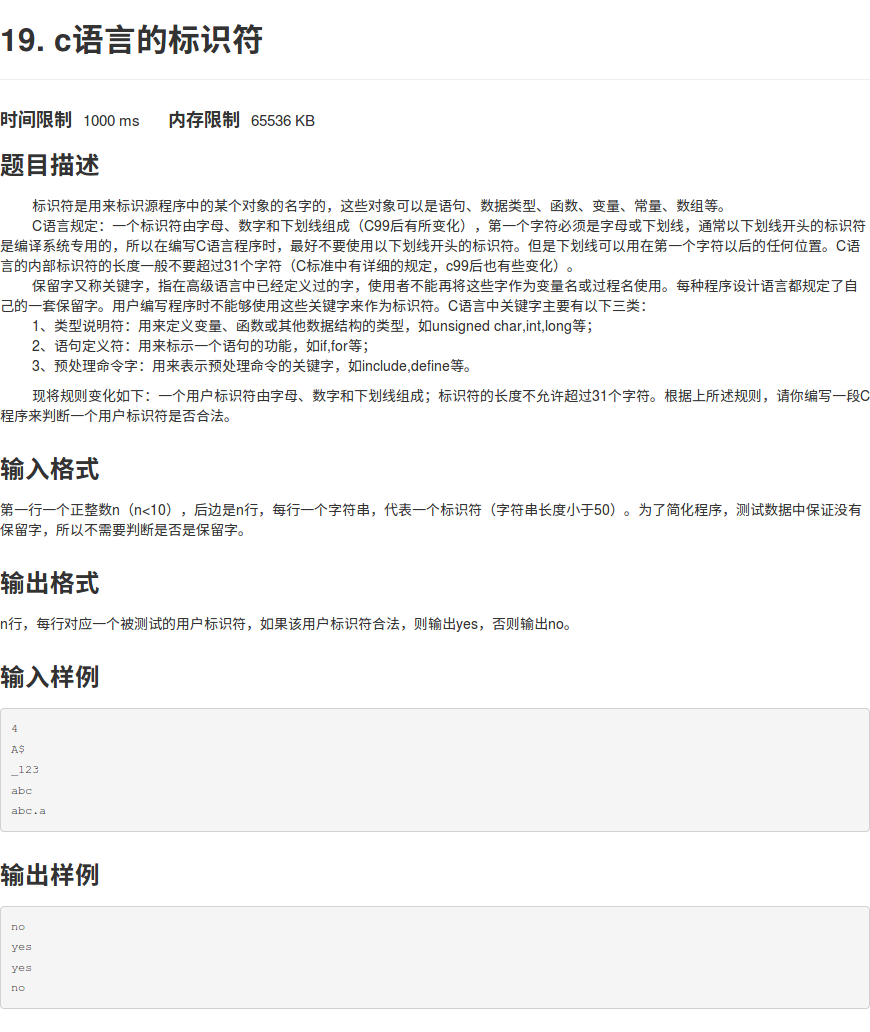 19. c语言的标识符
时间限制 1000 ms 内存限制 65536 KB
题目描述
标识符是用来标识源程序中的某个对象的名字的，这些对象可以是语句、数据类型、函数、变量、常量、数组等。
C语言规定：一个标识符由字母、数字和下划线组成（C99后有所变化），第一个字符必须是字母或下划线，通常以下划线开头的标识符
是编译系统专用的，所以在编写C语言程序时，最好不要使用以下划线开头的标识符。但是下划线可以用在第一个字符以后的任何位置。C语
言的内部标识符的长度一般不要超过31个字符（C标准中有详细的规定，c99后也有些变化）。
保留字又称关键字，指在高级语言中已经定义过的字，使用者不能再将这些字作为变量名或过程名使用。每种程序设计语言都规定了自
己的一套保留字。用户编写程序时不能够使用这些关键字来作为标识符。C语言中关键字主要有以下三类：
1、类型说明符：用来定义变量、函数或其他数据结构的类型，如unsigned char,int,long等；
2、语句定义符：用来标示一个语句的功能，如if,for等；
3、预处理命令字：用来表示预处理命令的关键字，如include,define等。
现将规则变化如下：一个用户标识符由字母、数字和下划线组成；标识符的长度不允许超过31个字符。根据上所述规则，请你编写一段C
程序来判断一个用户标识符是否合法。
输入格式
第一行一个正整数n（n<10），后边是n行，每行一个字符串，代表一个标识符（字符串长度小于50）。为了简化程序，测试数据中保证没有
保留字，所以不需要判断是否是保留字。
输出格式
n行，每行对应一个被测试的用户标识符，如果该用户标识符合法，则输出yes，否则输出no。
输入样例
4
A$
_123
abc
abc.a
输出样例
no
yes
yes
no